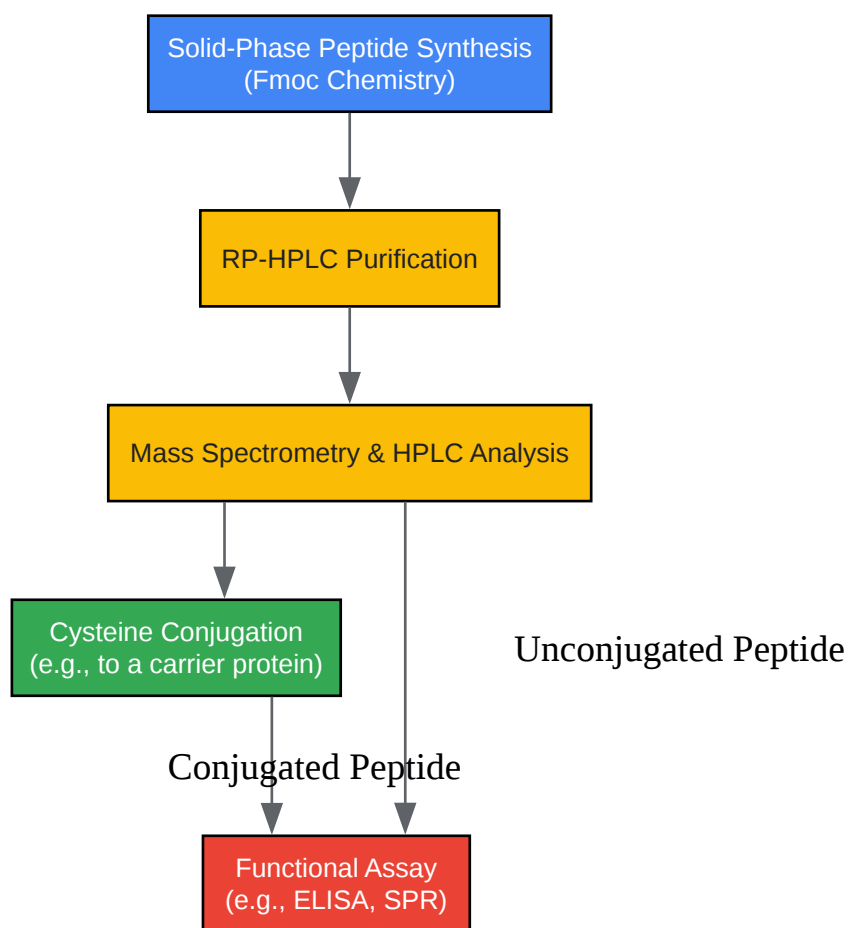 Solid-Phase Peptide Synthesis
(Fmoc Chemistry)
RP-HPLC Purification
Mass Spectrometry & HPLC Analysis
Cysteine Conjugation
(e.g., to a carrier protein)
Unconjugated Peptide
Conjugated Peptide
Functional Assay
(e.g., ELISA, SPR)